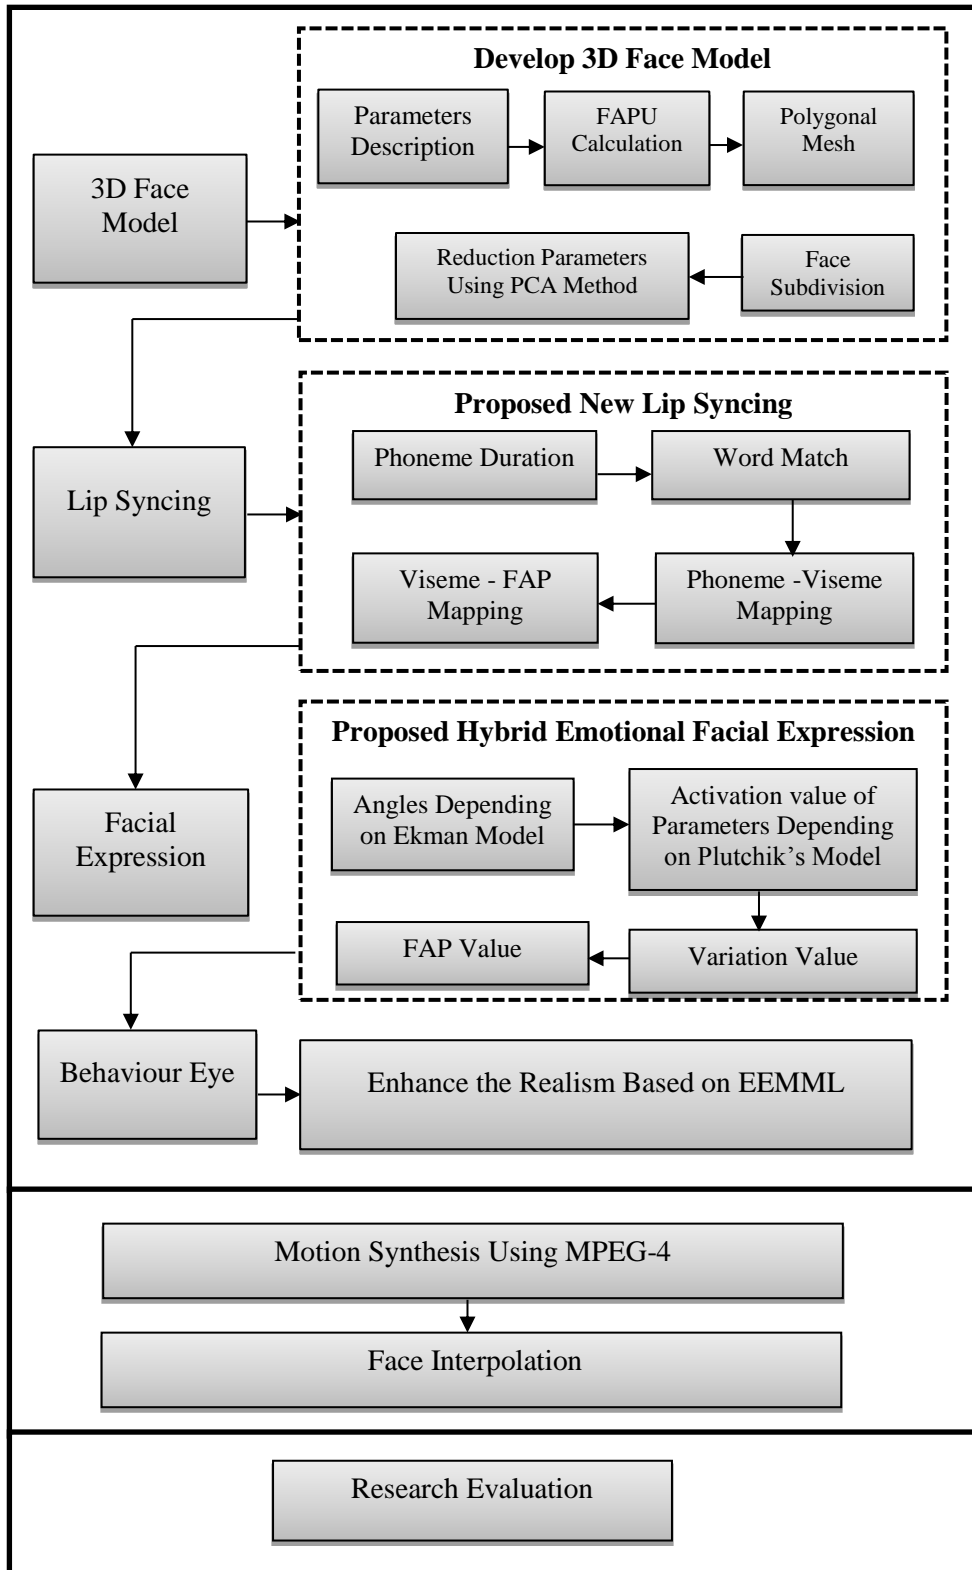 Develop 3D Face Model
Parameters
Description
FAPU
Calculation
Polygonal
Mesh
3D Face
Model
Reduction Parameters
Using PCA Method
Face
Subdivision
Proposed New Lip Syncing
Phoneme Duration
Word Match
Lip Syncing
Viseme - FAP
Mapping
Phoneme -Viseme
Mapping
Proposed Hybrid Emotional Facial Expression
Angles Depending
on Ekman Model
Activation value of
Parameters Depending
on Plutchik’s Model
Facial
Expression
FAP Value
Variation Value
Behaviour Eye
Enhance the Realism Based on EEMML
Motion Synthesis Using MPEG-4
Face Interpolation
Research Evaluation